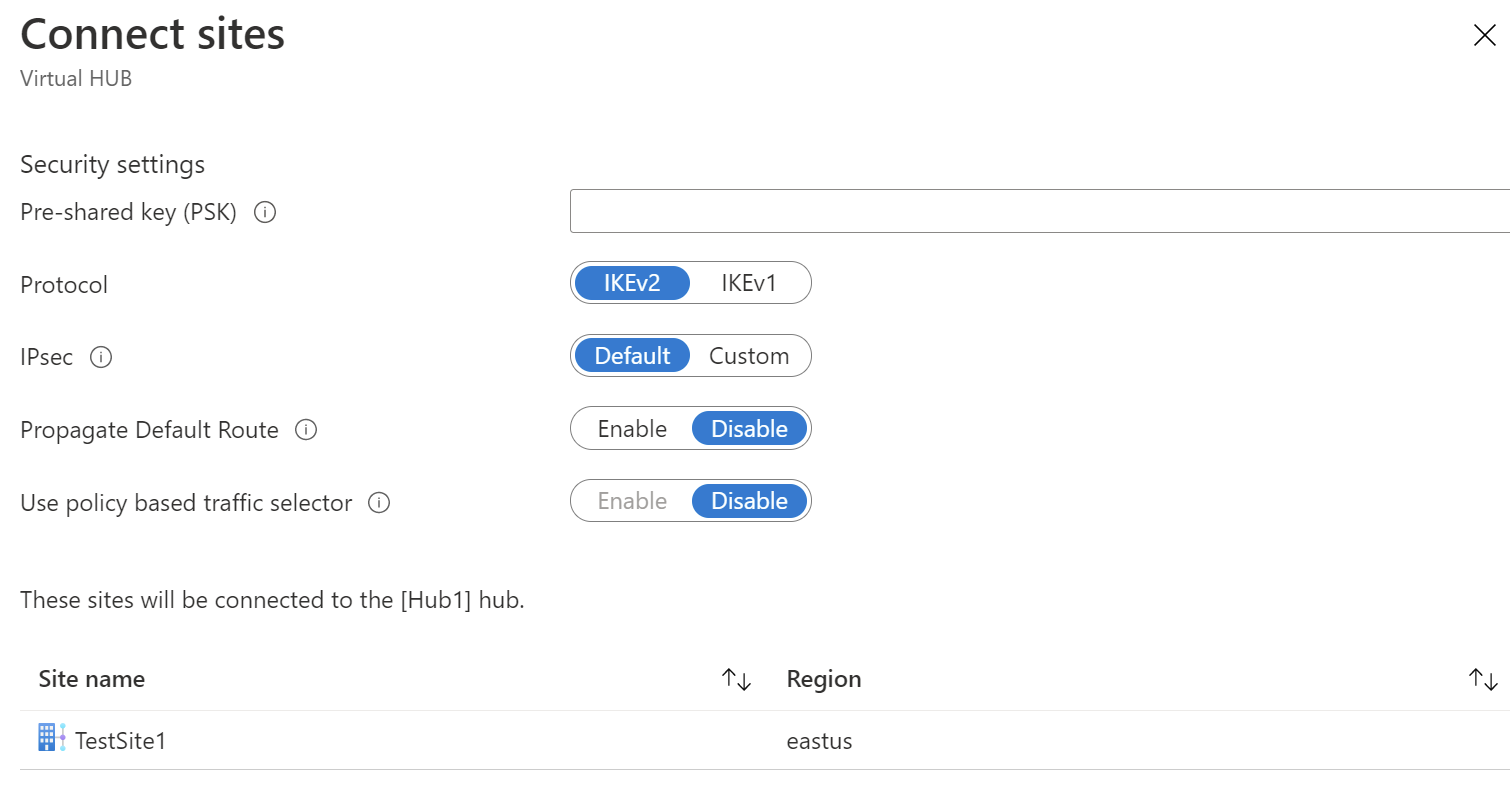 Connect sites
Virtual HUB
Security settings
Pre-shared key (PSK)
Protocol IKEv2 IKEv1
IPsec Default Custom
Propagate Default Route Enable Disable
Use policy based traffic selector Enable Disable
These sites will be connected to the [Hub1] hub.
Site name Region
TestSite1 eastus